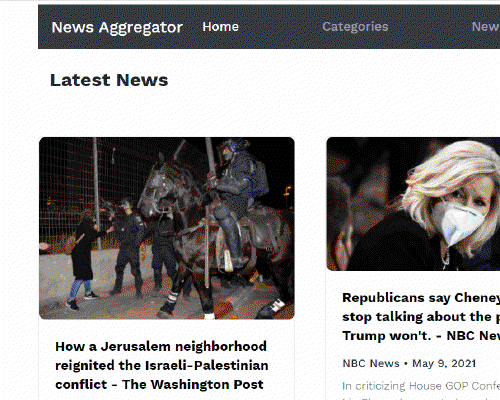 News Aggregator Home Categories New
Latest News
How a Jerusalem neighborhood
reignited the Israeli-Palestinian
conflict - The Washington Post
Republicans say Cheney
stop talking about the p
Trump won't. - NBC Nev
NBC News • May 9, 2021
In criticizing House GOP Confe